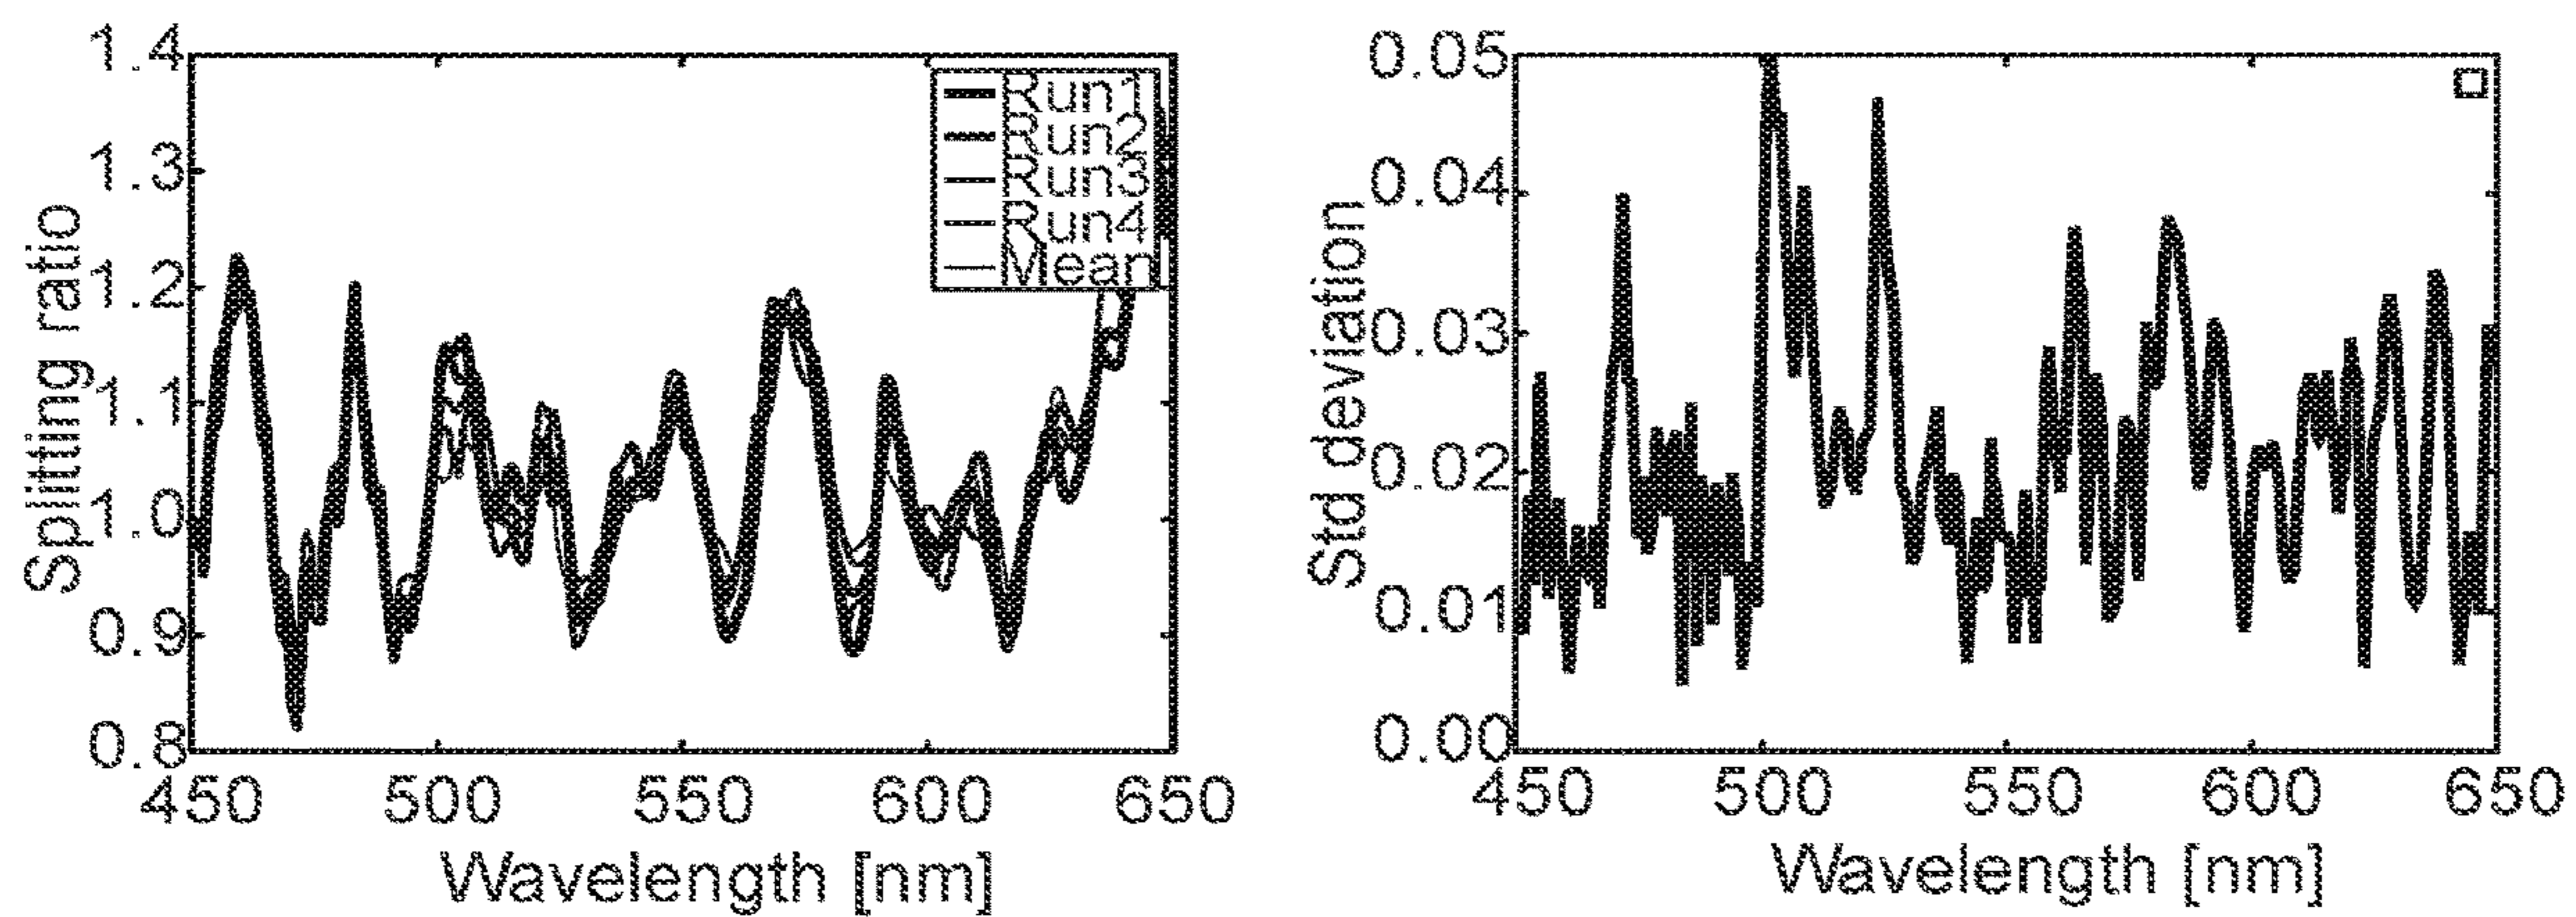 1.4
1.3
1.2
1.1
1.0
0.9
0.8
Splitting ratio
Run1
Run2
Run3
Run4
Mean
450 500 550 600 650
Wavelength [nm]
0.05
0.04
0.03
0.02
0.01
0.00
Std deviation
450 500 550 600 650
Wavelength [nm]